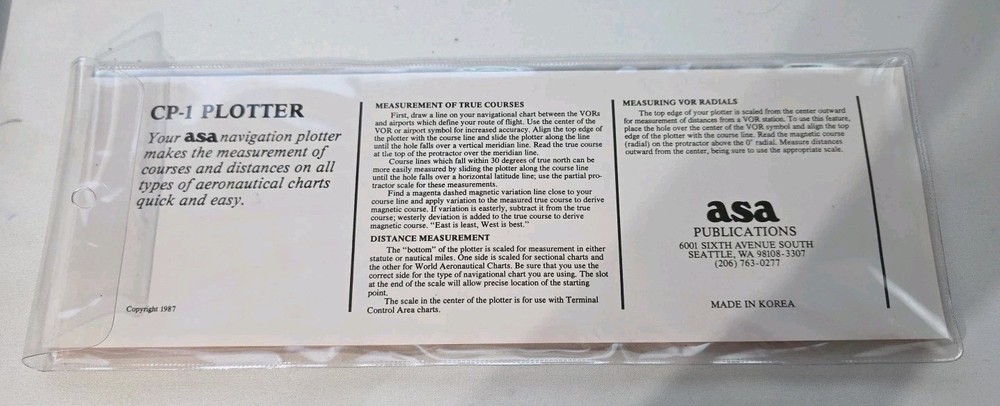 CP-1 PLOTTER
Your asa navigation plotter
makes the measurement of
courses and distances on all
types of aeronautical charts
quick and easy.
Copyright 1987
MEASUREMENT OF TRUE COURSES
First, draw a line on your navigational chart between the VORs
and airports which define your route of flight. Use the center of the
VOR or airport symbol for increased accuracy. Align the top edge of
the plotter with the course line and slide the plotter along the line
until the hole falls over a vertical meridian line. Read the true course
at the top of the protractor over the meridian line.
Course lines which fall within 30 degrees of true north can be
more easily measured by sliding the plotter along the course line
until the hole falls over a horizontal latitude line; use the partial pro-
tractor scale for these measurements.
Find a magenta dashed magnetic variation line close to your
course line and apply variation to the measured true course to derive
magnetic course. If variation is easterly, subtract it from the true
course; westerly deviation is added to the true course to derive
magnetic course. "East is least, West is best."
DISTANCE MEASUREMENT
The "bottom" of the plotter is scaled for measurement in either
statute or nautical miles. One side is scaled for sectional charts and
the other for World Aeronautical Charts. Be sure that you use the
correct side for the type of navigational chart you are using. The slot
at the end of the scale will allow precise location of the starting
point.
The scale in the center of the plotter is for use with Terminal
Control Area charts.
MEASURING VOR RADIALS
The top edge of your plotter is scaled from the center outward
for measurement of distances from a VOR station. To use this feature,
place the hole over the center of the VOR symbol and align the top
edge of the plotter with the course line. Read the magnetic course
(radial) on the protractor above the 0° radial. Measure distances
outward from the center, being sure to use the appropriate scale.
asa
PUBLICATIONS
6001 SIXTH AVENUE SOUTH
SEATTLE, WA 98108-3307
(206) 763-0277
MADE IN KOREA